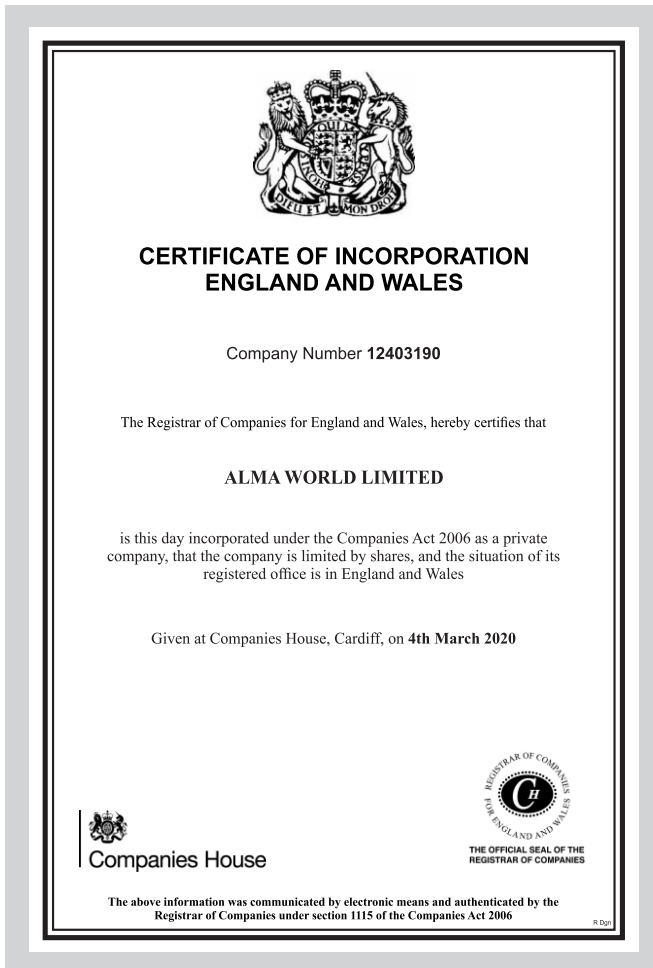 QUI MAL
Y PENSE
HONI SOIT
DIEU ET MON DROIT
CERTIFICATE OF INCORPORATION
ENGLAND AND WALES
Company Number 12403190
The Registrar of Companies for England and Wales, hereby certifies that
ALMA WORLD LIMITED
is this day incorporated under the Companies Act 2006 as a private
company, that the company is limited by shares, and the situation of its
registered office is in England and Wales
Given at Companies House, Cardiff, on 4th March 2020
REGISTRAR OF COMPANIES
FOR ENGLAND AND WALES
CH
THE OFFICIAL SEAL OF THE
REGISTRAR OF COMPANIES
Companies House
The above information was communicated by electronic means and authenticated by the
Registrar of Companies under section 1115 of the Companies Act 2006
R Dgn